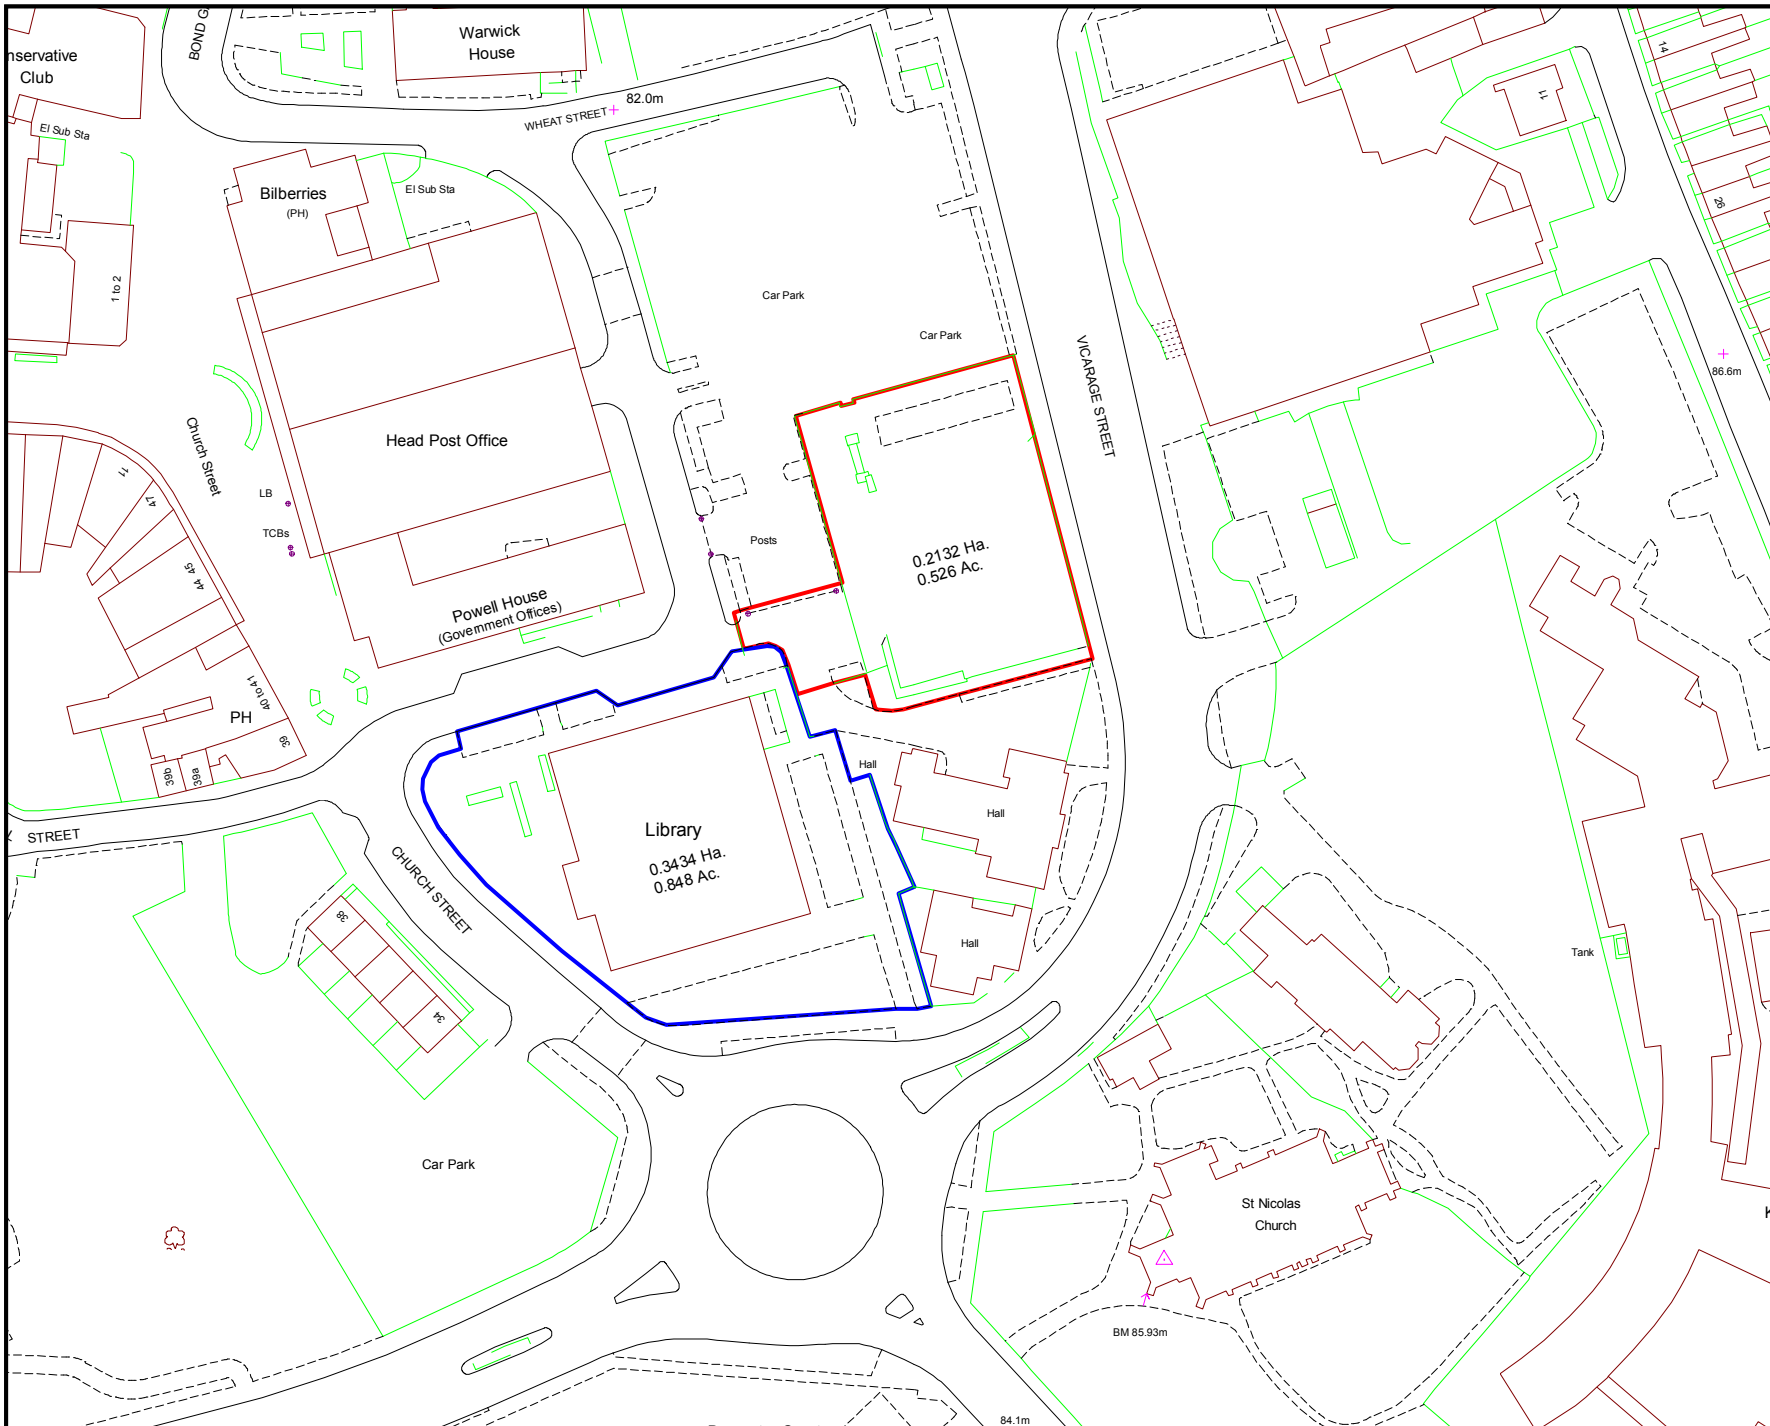 nservative
Club
BOND G
Warwick
House
82.0m
WHEAT STREET
14
11
26
El Sub Sta
Bilberries
(PH)
El Sub Sta
1 to 2
Car Park
Car Park
VICARAGE STREET
86.6m
Church Street
Head Post Office
11
47
LB
TCBs
44 45
Posts
0.2132 Ha.
0.526 Ac.
Powell House
(Government Offices)
40 to 41
PH
39
39b
39a
STREET
Hall
Hall
Library
0.3434 Ha.
0.848 Ac.
CHURCH STREET
38
34
Hall
Tank
Car Park
St Nicolas
Church
BM 85.93m
84.1m